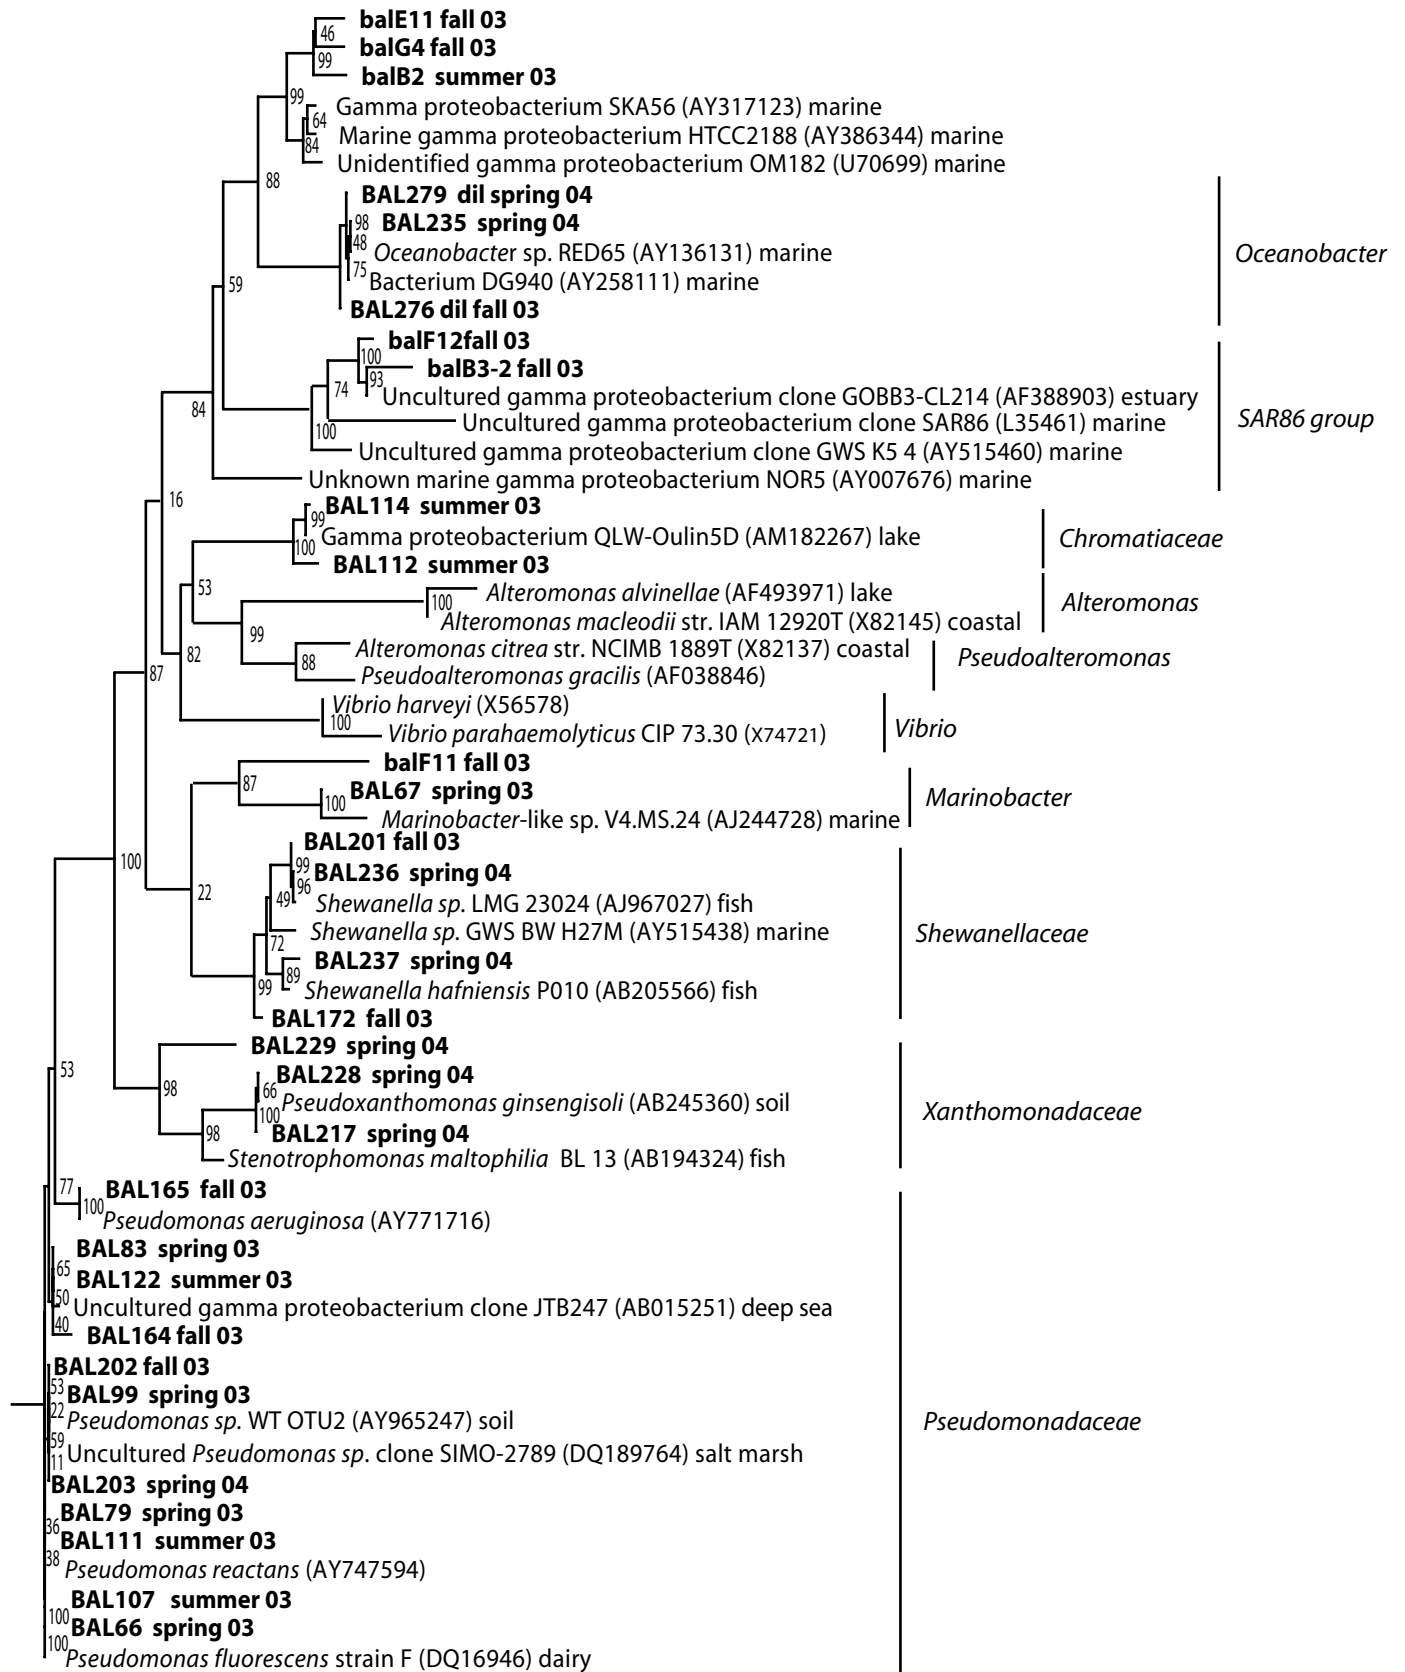 balE11 fall 03
46
balG4 fall 03
99
balB2 summer 03
99
Gamma proteobacterium SKA56 (AY317123) marine
64
Marine gamma proteobacterium HTCC2188 (AY386344) marine
84
Unidentified gamma proteobacterium OM182 (U70699) marine
88
BAL279 dil spring 04
98
BAL235 spring 04
48
Oceanobacter sp. RED65 (AY136131) marine
Oceanobacter
75
Bacterium DG940 (AY258111) marine
59
BAL276 dil fall 03
balF12fall 03
100
balB3-2 fall 03
93
74
Uncultured gamma proteobacterium clone GOBB3-CL214 (AF388903) estuary
84
Uncultured gamma proteobacterium clone SAR86 (L35461) marine
SAR86 group
100
Uncultured gamma proteobacterium clone GWS K5 4 (AY515460) marine
Unknown marine gamma proteobacterium NOR5 (AY007676) marine
16
BAL114 summer 03
99
Gamma proteobacterium QLW-Oulin5D (AM182267) lake
Chromatiaceae
100
BAL112 summer 03
53
Alteromonas alvinellae (AF493971) lake
100
Alteromonas
Alteromonas macleodii str. IAM 12920T (X82145) coastal
99
Alteromonas citrea str. NCIMB 1889T (X82137) coastal
82
88
Pseudoalteromonas
87
Pseudoalteromonas gracilis (AF038846)
Vibrio harveyi (X56578)
100
Vibrio
Vibrio parahaemolyticus CIP 73.30 (X74721)
balF11 fall 03
87
BAL67 spring 03
100
Marinobacter
Marinobacter-like sp. V4.MS.24 (AJ244728) marine
BAL201 fall 03
100
99
BAL236 spring 04
96
22
49
Shewanella sp. LMG 23024 (AJ967027) fish
Shewanella sp. GWS BW H27M (AY515438) marine
Shewanellaceae
72
BAL237 spring 04
89
99
Shewanella hafniensis P010 (AB205566) fish
BAL172 fall 03
BAL229 spring 04
53
BAL228 spring 04
98
66
Pseudoxanthomonas ginsengisoli (AB245360) soil
Xanthomonadaceae
100
BAL217 spring 04
98
Stenotrophomonas maltophilia BL 13 (AB194324) fish
77
BAL165 fall 03
100
Pseudomonas aeruginosa (AY771716)
BAL83 spring 03
65
BAL122 summer 03
50
Uncultured gamma proteobacterium clone JTB247 (AB015251) deep sea
40
BAL164 fall 03
BAL202 fall 03
53
BAL99 spring 03
22
Pseudomonas sp. WT OTU2 (AY965247) soil
Pseudomonadaceae
59
Uncultured Pseudomonas sp. clone SIMO-2789 (DQ189764) salt marsh
11
BAL203 spring 04
BAL79 spring 03
36
BAL111 summer 03
38
Pseudomonas reactans (AY747594)
BAL107 summer 03
100
BAL66 spring 03
100
Pseudomonas fluorescens strain F (DQ16946) dairy